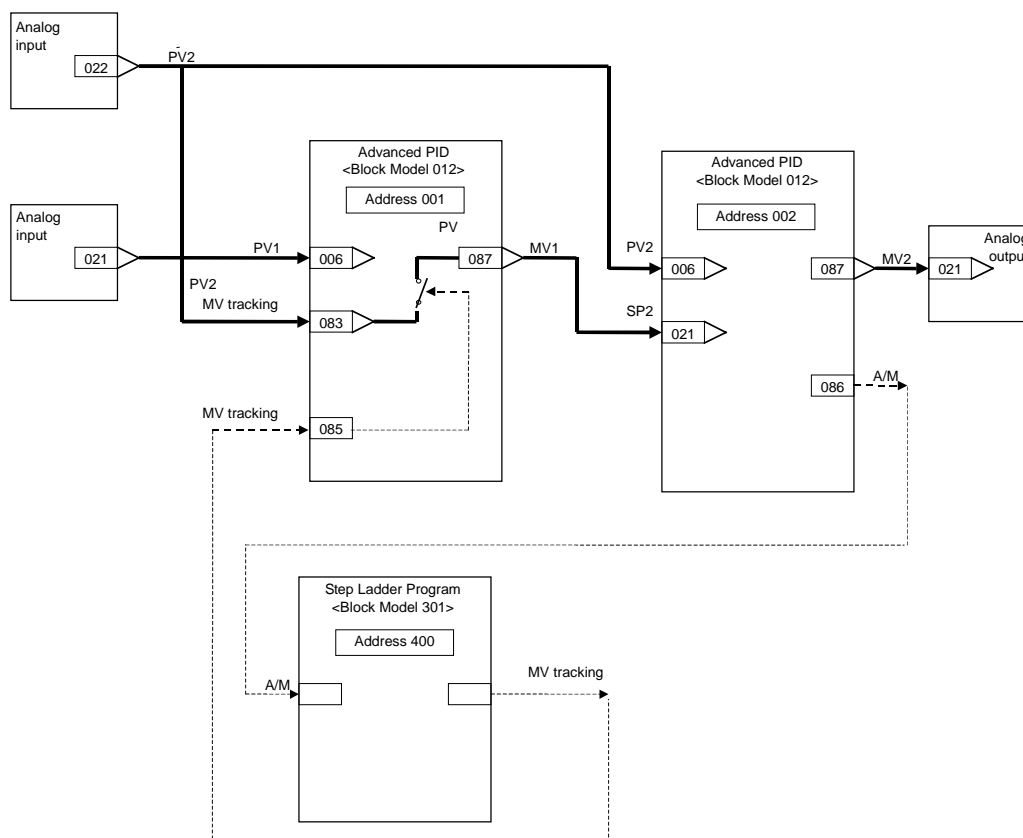 Analog
input
022
PV2
Analog
input
021
PV1
PV2
MV tracking
MV tracking
Advanced PID
<Block Model 012>
Address 001
PV
006
087
083
085
MV1
Advanced PID
<Block Model 012>
Address 002
PV2
006
087
SP2
021
086
MV2
A/M
Analog
output
021
Step Ladder Program
<Block Model 301>
Address 400
A/M
MV tracking